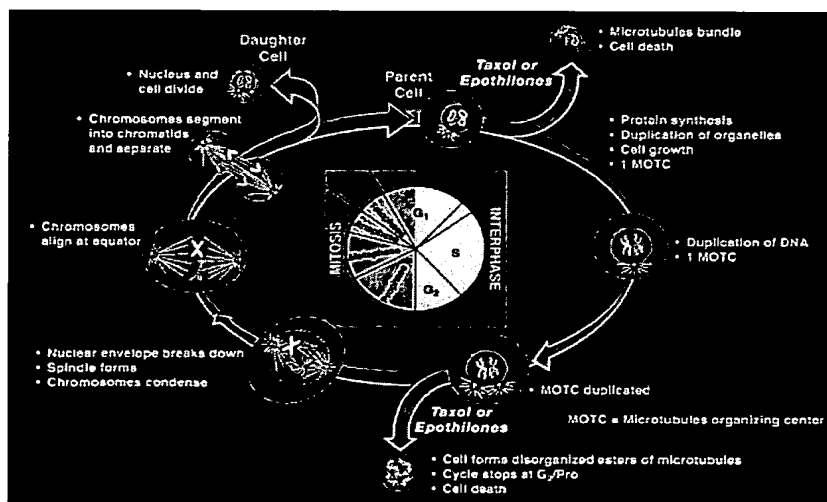 • Microtubules bundle
• Cell death
Daughter
Cell
• Nucleus and
cell divide
Taxol or
Epothilones
Parent
Cell
• Chromosomes segment
into chromatids
and separate
• Protein synthesis
• Duplication of organelles
• Cell growth
• 1 MOTC
• Chromosomes
align at equator
MITOSIS
G₁
S
G₂
INTERPHASE
• Duplication of DNA
• 1 MOTC
• Nuclear envelope breaks down
• Spindle forms
• Chromosomes condense
• MOTC duplicated
MOTC = Microtubules organizing center
Taxol or
Epothilones
• Cell forms disorganized esters of microtubules
• Cycle stops at G₂/Pro
• Cell death